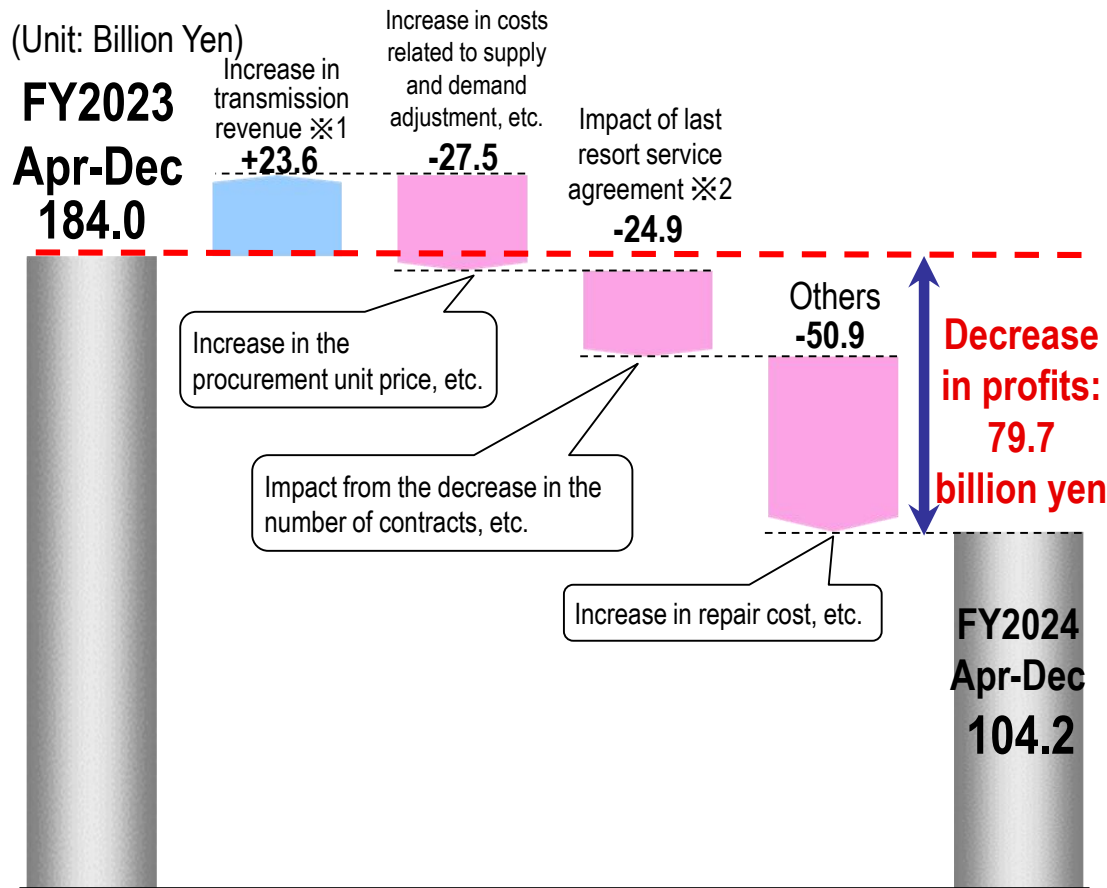 (Unit: Billion Yen)
FY2023
Apr-Dec
184.0
Increase in
transmission
revenue ※1
+23.6
Increase in costs
related to supply
and demand
adjustment, etc.
-27.5
Impact of last
resort service
agreement ※2
-24.9
Others
-50.9
Increase in the
procurement unit price, etc.
Impact from the decrease in the
number of contracts, etc.
Increase in repair cost, etc.
Decrease
in profits:
79.7
billion yen
FY2024
Apr-Dec
104.2